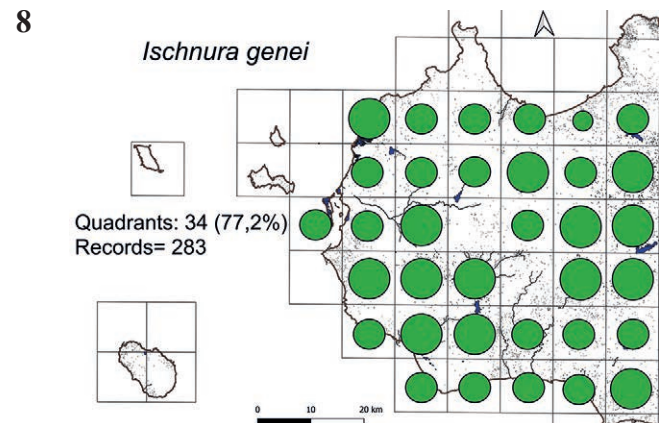 8
Ischnura genei
Quadrants: 34 (77,2%)
Records= 283
0 10 20 km